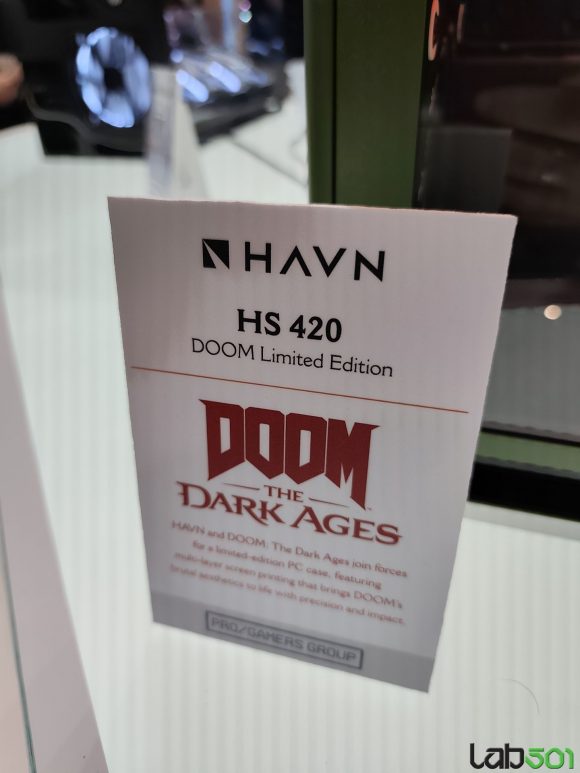 HAVN
HS 420
DOOM Limited Edition
DOOM
THE
DARK AGES
HAVN and DOOM: The Dark Ages join forces
for a limited-edition PC case, featuring
multi-layer screen printing that brings DOOM's
brutal aesthetics to life with precision and impact.
PRO/GAMERS GROUP
Lab501